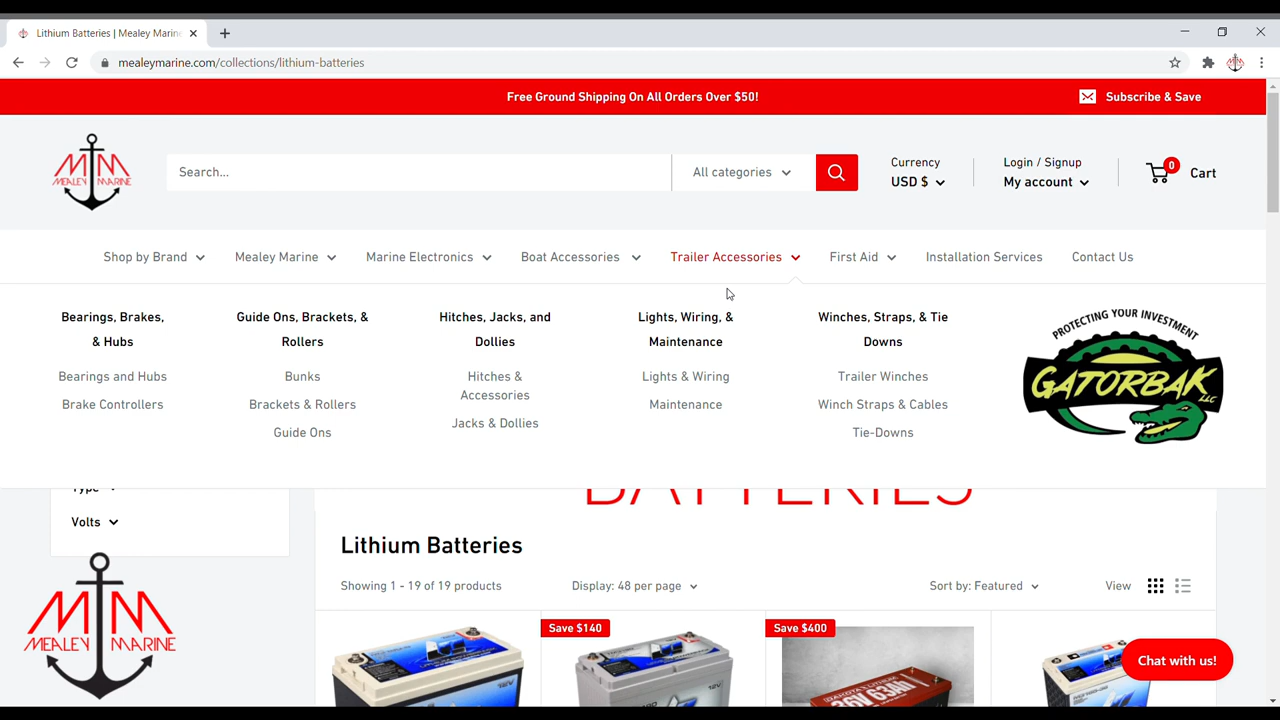 Lithium Batteries | Mealey Marin
mealeymarine.com/collections/lithium-batteries
Free Ground Shipping On All Orders Over $50!
Subscribe & Save
MM
MEALEY MARINE
Search...
All categories
Currency
USD $
Login / Signup
My account
0
Cart
Shop by Brand
Mealey Marine
Marine Electronics
Boat Accessories
Trailer Accessories
First Aid
Installation Services
Contact Us
Bearings, Brakes,
& Hubs
Bearings and Hubs
Brake Controllers
Guide Ons, Brackets, &
Rollers
Bunks
Brackets & Rollers
Guide Ons
Hitches, Jacks, and
Dollies
Hitches &
Accessories
Jacks & Dollies
Lights, Wiring, &
Maintenance
Lights & Wiring
Maintenance
Winches, Straps, & Tie
Downs
Trailer Winches
Winch Straps & Cables
Tie-Downs
PROTECTING YOUR INVESTMENT
GATORBAK LLC
Type
Volts
BATTERIES
Lithium Batteries
Showing 1 - 19 of 19 products
Display: 48 per page
Sort by: Featured
View
Save $140
Save $400
12V
12V
36V 63Ah
MM
MEALEY MARINE
Chat with us!